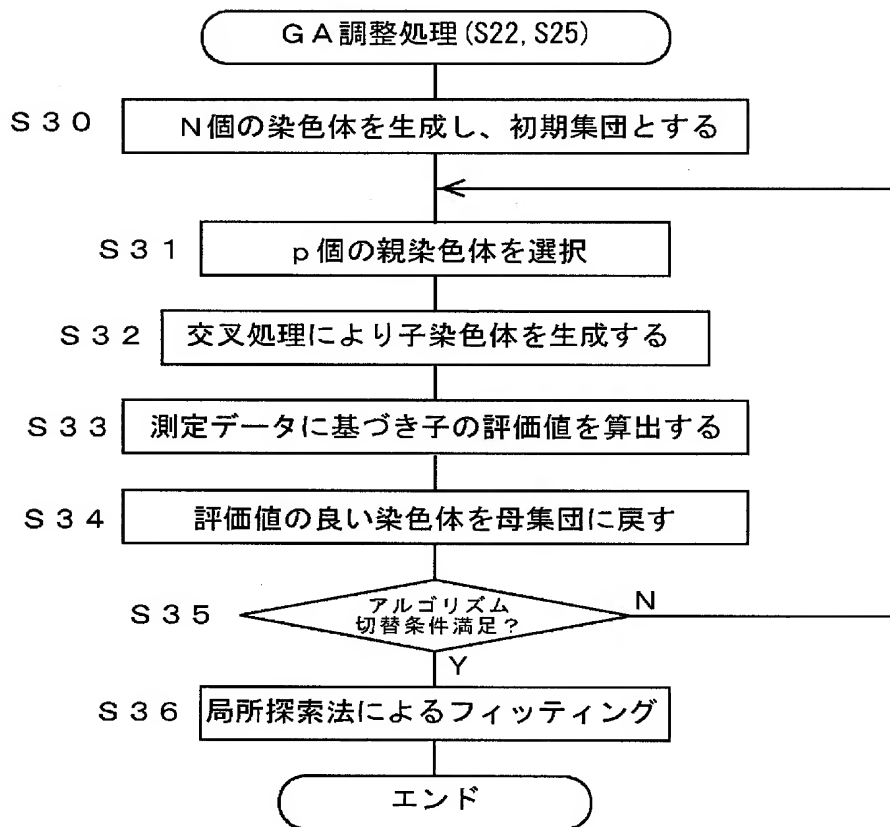 GA調整処理(S22, S25)
S30
N個の染色体を生成し、初期集団とする
S31
p個の親染色体を選択
S32
交叉処理により子染色体を生成する
S33
測定データに基づき子の評価値を算出する
S34
評価値の良い染色体を母集団に戻す
S35
アルゴリズム
切替条件満足?
N
Y
S36
局所探索法によるフィッティング
エンド